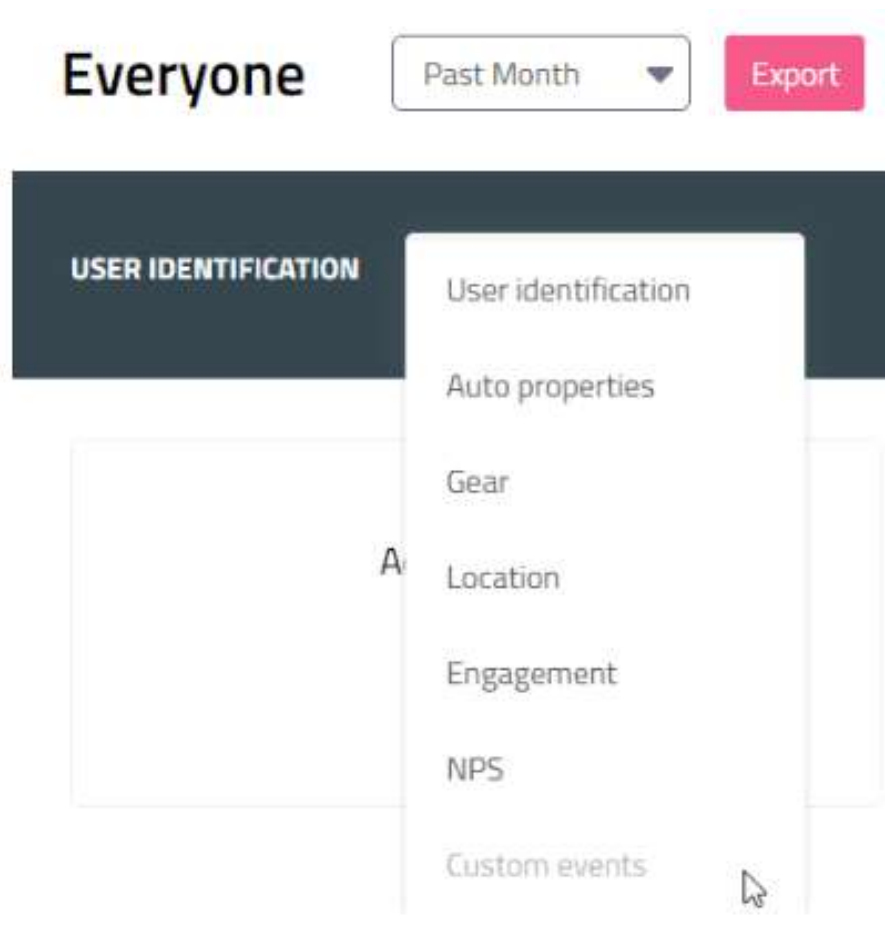 Everyone
Past Month
Export
USER IDENTIFICATION
User identification
Auto properties
Gear
Location
Engagement
NPS
Custom events